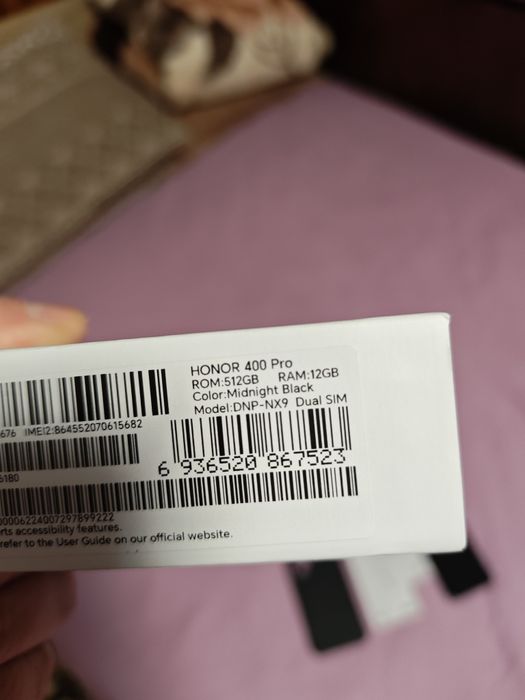 HONOR 400 Pro
ROM:512GB RAM:12GB
Color:Midnight Black
Model:DNP-NX9 Dual SIM
676 IMEI2:864552070615682
6 936520 867523
6180
00006224007297899222
rts accessibility features.
refer to the User Guide on our official website.